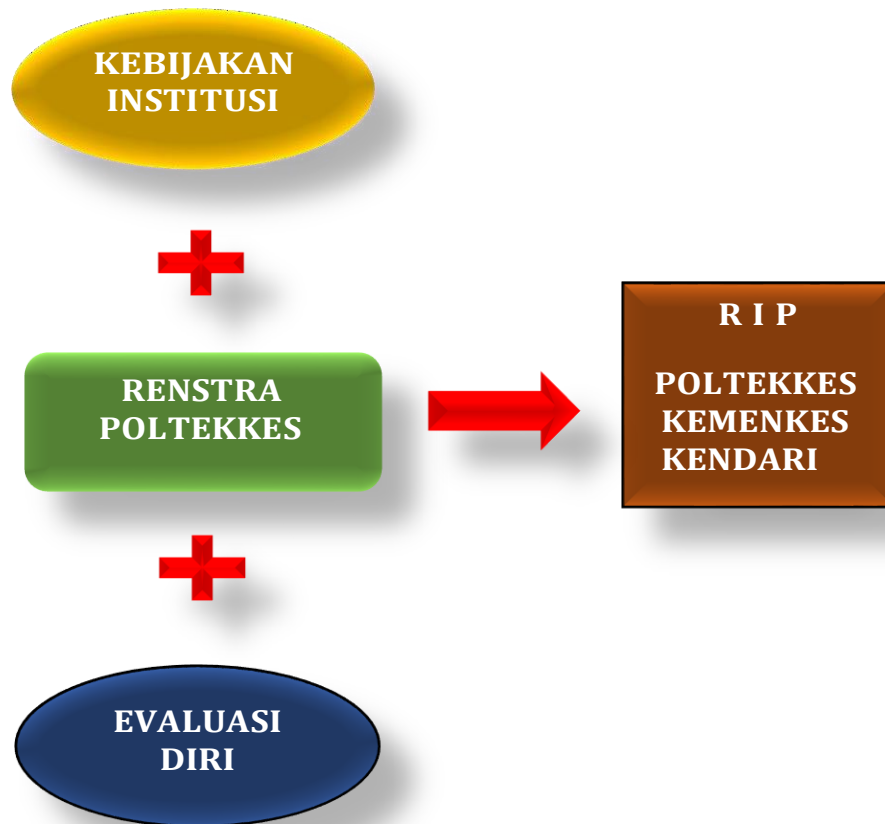 KEBIJAKAN
INSTITUSI
RENSTRA
POLTEKKES
R I P
POLTEKKES
KEMENKES
KENDARI
EVALUASI
DIRI